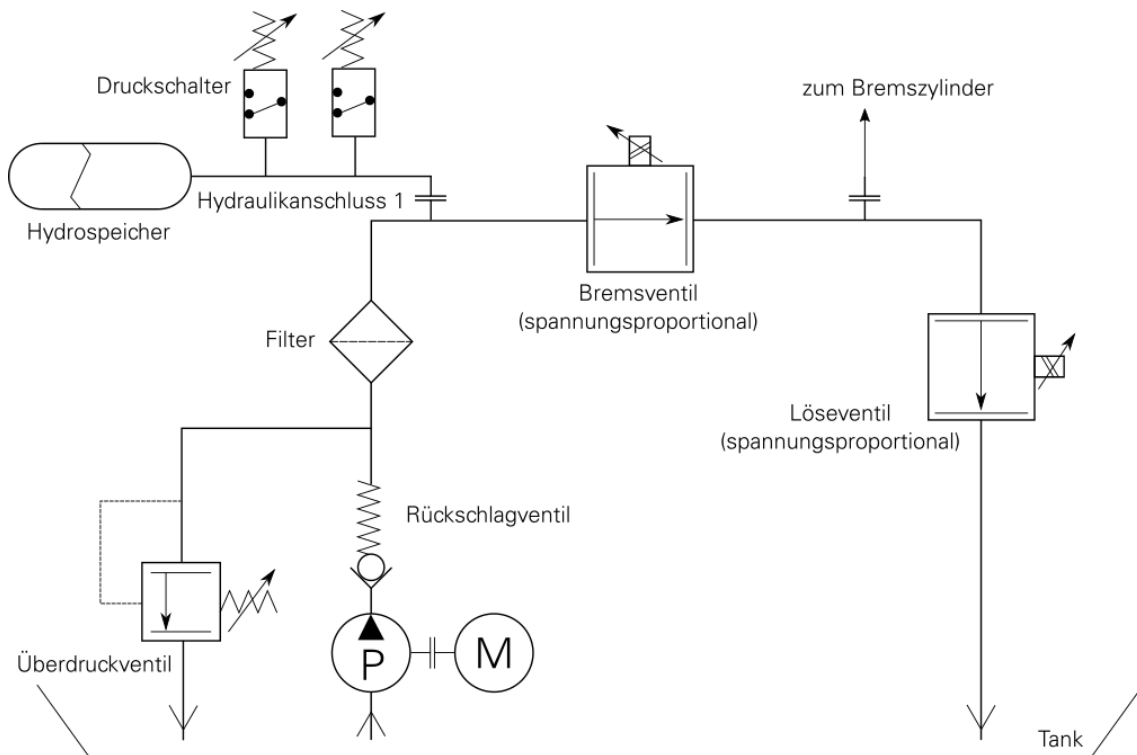 Druckschalter
zum Bremszylinder
Hydraulikanschluss 1
Hydrospeicher
Bremsventil
(spannungsproportional)
Filter
Löseventil
(spannungsproportional)
Rückschlagventil
P
M
Überdruckventil
Tank